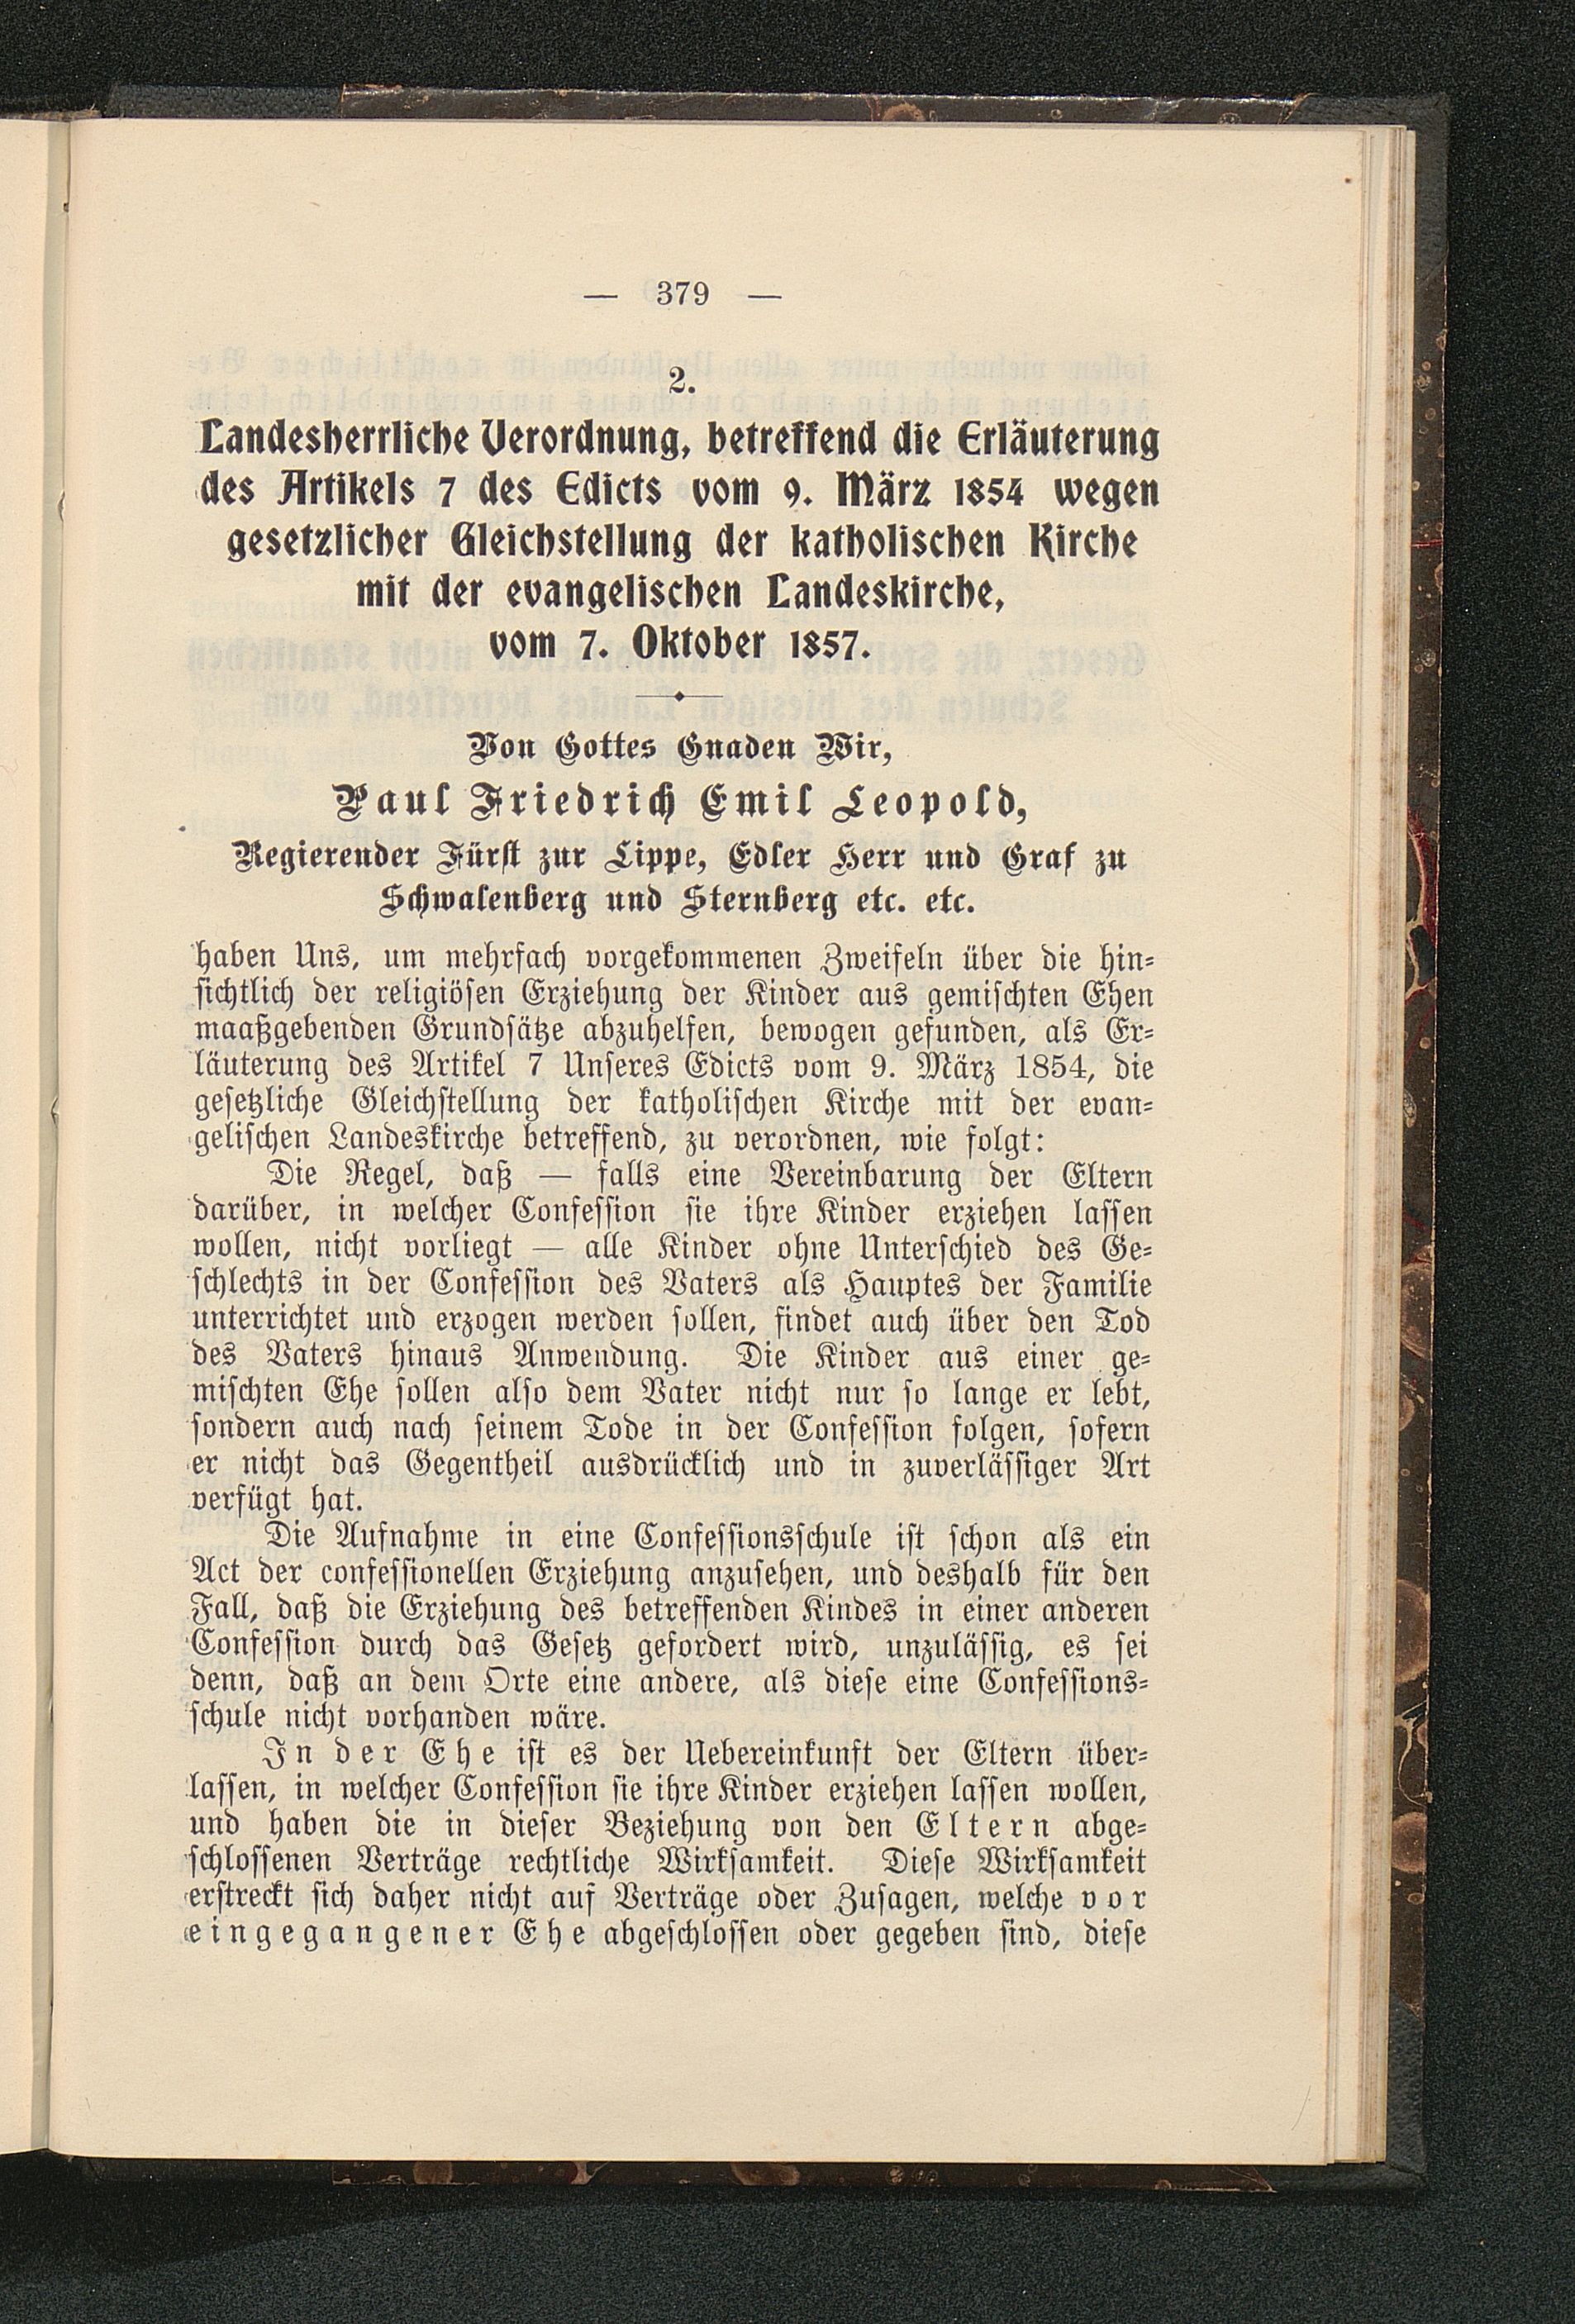 — 379 —
2.
Landesherrliche Verordnung, betreffend die Erläuterung
des Artikels 7 des Edicts vom 9. März 1854 wegen
gesetzlicher Gleichstellung der katholischen Kirche
mit der evangelischen Landeskirche,
vom 7. Oktober 1857.
Von Gottes Gnaden Wir,
Paul Friedrich Emil Leopold,
Regierender Fürst zur Lippe, Edler Herr und Graf zu
Schwalenberg und Sternberg etc. etc.
haben Uns, um mehrfach vorgekommenen Zweifeln über die hin-
sichtlich der religiösen Erziehung der Kinder aus gemischten Ehen
maaßgebenden Grundsätze abzuhelfen, bewogen gefunden, als Er-
läuterung des Artikel 7 Unseres Edicts vom 9. März 1854, die
gesetzliche Gleichstellung der katholischen Kirche mit der evan-
gelischen Landeskirche betreffend, zu verordnen, wie folgt:
Die Regel, daß — falls eine Vereinbarung der Eltern
darüber, in welcher Confession sie ihre Kinder erziehen lassen
wollen, nicht vorliegt — alle Kinder ohne Unterschied des Ge-
schlechts in der Confession des Vaters als Hauptes der Familie
unterrichtet und erzogen werden sollen, findet auch über den Tod
des Vaters hinaus Anwendung. Die Kinder aus einer ge-
mischten Ehe sollen also dem Vater nicht nur so lange er lebt,
sondern auch nach seinem Tode in der Confession folgen, sofern
er nicht das Gegentheil ausdrücklich und in zuverlässiger Art
verfügt hat.
Die Aufnahme in eine Confessionsschule ist schon als ein
Act der confessionellen Erziehung anzusehen, und deshalb für den
Fall, daß die Erziehung des betreffenden Kindes in einer anderen
Confession durch das Gesetz gefordert wird, unzulässig, es sei
denn, daß an dem Orte eine andere, als diese eine Confessions-
schule nicht vorhanden wäre.
In der Ehe ist es der Uebereinkunft der Eltern über-
lassen, in welcher Confession sie ihre Kinder erziehen lassen wollen,
und haben die in dieser Beziehung von den Eltern abge-
schlossenen Verträge rechtliche Wirksamkeit. Diese Wirksamkeit
erstreckt sich daher nicht auf Verträge oder Zusagen, welche vor
eingegangener Ehe abgeschlossen oder gegeben sind, diese